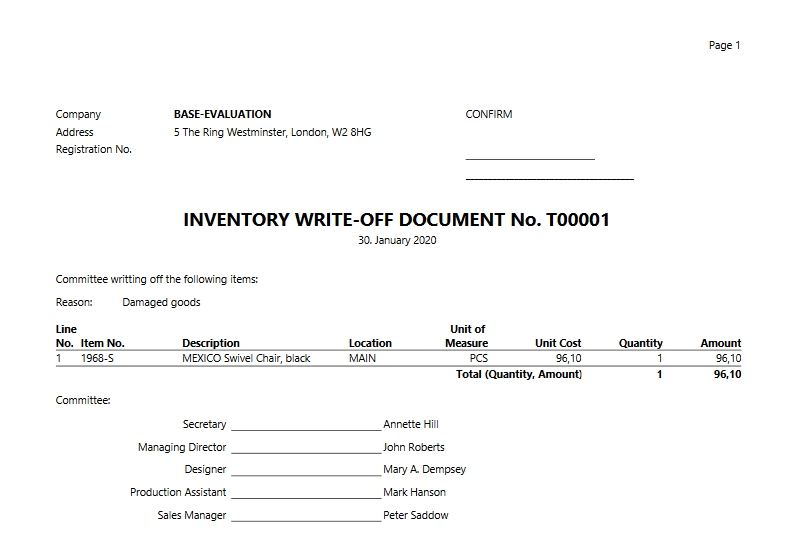 Page 1
Company BASE-EVALUATION CONFIRM
Address 5 The Ring Westminster, London, W2 8HG
Registration No.
INVENTORY WRITE-OFF DOCUMENT No. T00001
30. January 2020
Committee writting off the following items:
Reason: Damaged goods
Line No. Item No. Description Location Unit of Measure Unit Cost Quantity Amount
1 1968-S MEXICO Swivel Chair, black MAIN PCS 96,10 1 96,10
Total (Quantity, Amount) 1 96,10
Committee:
Secretary Annette Hill
Managing Director John Roberts
Designer Mary A. Dempsey
Production Assistant Mark Hanson
Sales Manager Peter Saddow